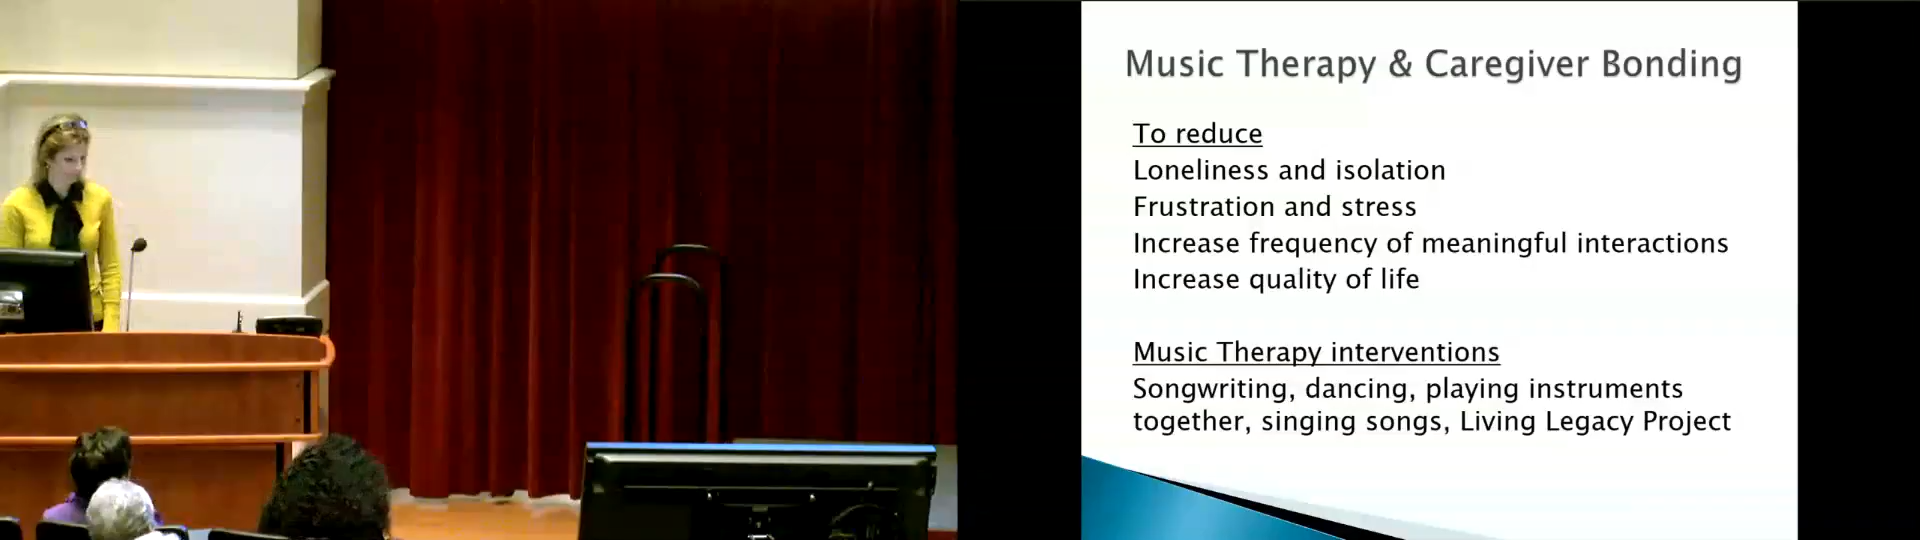 Music Therapy & Caregiver Bonding
To reduce
Loneliness and isolation
Frustration and stress
Increase frequency of meaningful interactions
Increase quality of life
Music Therapy interventions
Songwriting, dancing, playing instruments
together, singing songs, Living Legacy Project